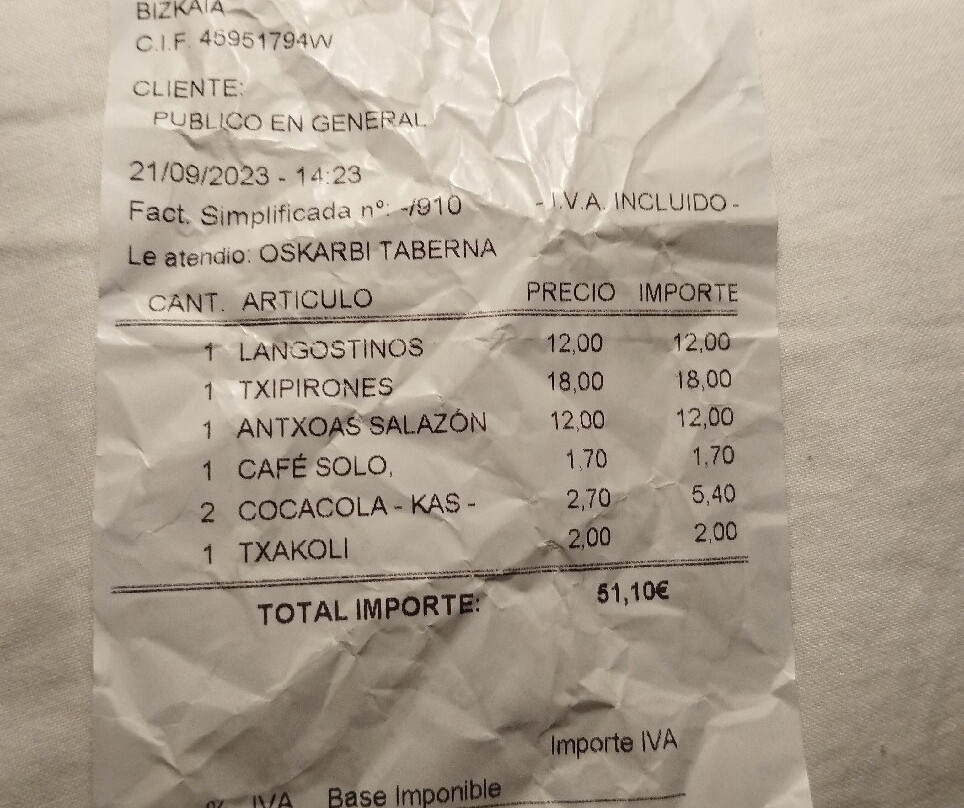 BIZKAIA
C.I.F. 45951794W
CLIENTE:
PUBLICO EN GENERAL
21/09/2023 - 14:23
Fact. Simplificada nº: -/910 - I.V.A. INCLUIDO -
Le atendio: OSKARBI TABERNA
CANT. ARTICULO PRECIO IMPORTE
1 LANGOSTINOS 12,00 12,00
1 TXIPIRONES 18,00 18,00
1 ANTXOAS SALAZÓN 12,00 12,00
1 CAFÉ SOLO, 1,70 1,70
2 COCACOLA - KAS - 2,70 5,40
1 TXAKOLI 2,00 2,00
TOTAL IMPORTE: 51,10€
Importe IVA
% IVA Base Imponible